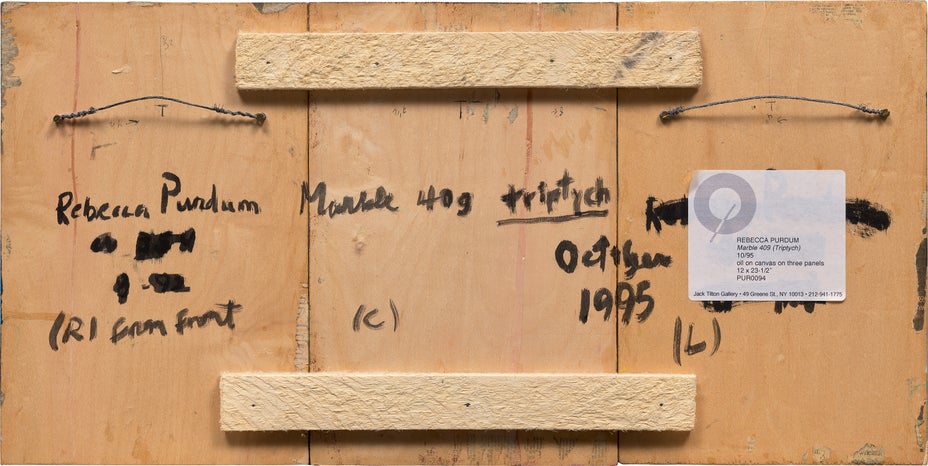 Rebecca Purdum
Marble 409 triptych
October
1995
(R) From Front
(C)
(L)
REBECCA PURDUM
Marble 409 (Triptych)
10/95
oil on canvas on three panels
12 x 23-1/2"
PUR0094
Jack Tilton Gallery • 49 Greene St., NY 10013 • 212-941-1775
T
T
T